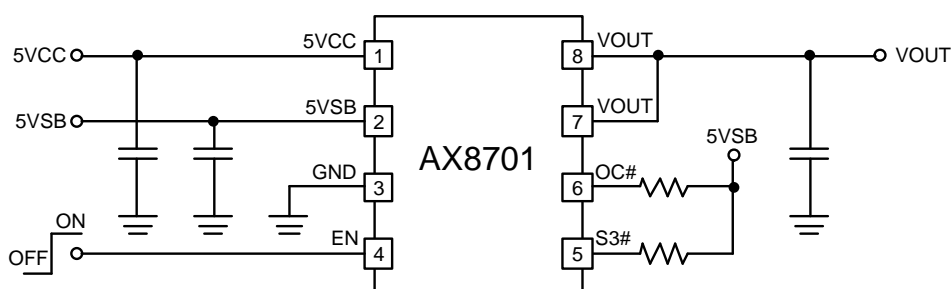 5VCC
5VCC
1
8
VOUT
VOUT
5VSB
5VSB
2
7
VOUT
5VSB
AX8701
GND
3
6
OC#
ON
OFF
EN
4
5
S3#